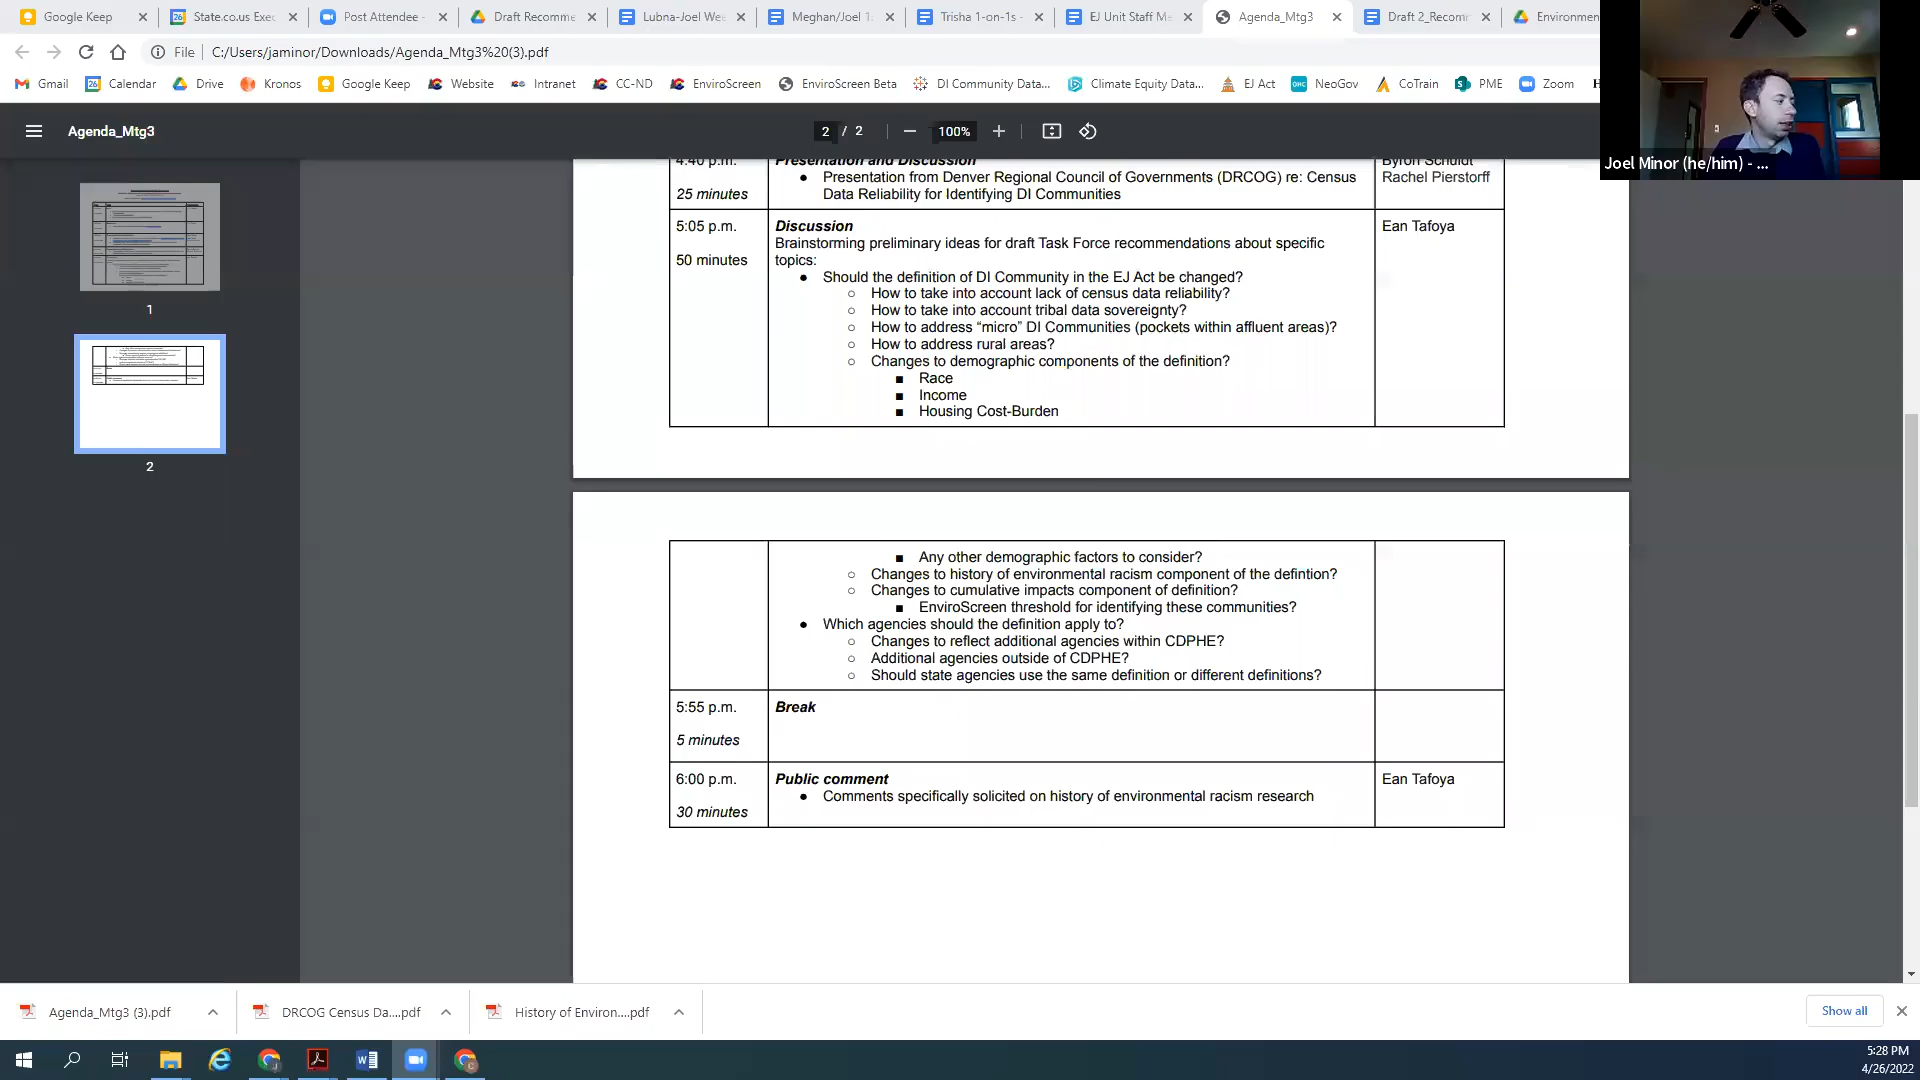 Google Keep
State.co.us Exec
Post Attendee -
Draft Recomme
Lubna-Joel Wee
Meghan/Joel 1:
Trisha 1-on-1s -
EJ Unit Staff Me
Agenda_Mtg3
Draft 2_Recomm
Environmen
File C:/Users/jaminor/Downloads/Agenda_Mtg3%20(3).pdf
Gmail
Calendar
Drive
Kronos
Google Keep
Website
Intranet
CC-ND
EnviroScreen
EnviroScreen Beta
DI Community Data...
Climate Equity Data...
EJ Act
NeoGov
CoTrain
PME
Zoom
Joel Minor (he/him) - ...
Agenda_Mtg3
2 / 2
100%
1
2
4:40 p.m.
25 minutes
Presentation and Discussion
● Presentation from Denver Regional Council of Governments (DRCOG) re: Census
Data Reliability for Identifying DI Communities
Byron Schuldt
Rachel Pierstorff
5:05 p.m.
50 minutes
Discussion
Brainstorming preliminary ideas for draft Task Force recommendations about specific
topics:
● Should the definition of DI Community in the EJ Act be changed?
○ How to take into account lack of census data reliability?
○ How to take into account tribal data sovereignty?
○ How to address “micro” DI Communities (pockets within affluent areas)?
○ How to address rural areas?
○ Changes to demographic components of the definition?
■ Race
■ Income
■ Housing Cost-Burden
Ean Tafoya
■ Any other demographic factors to consider?
○ Changes to history of environmental racism component of the defintion?
○ Changes to cumulative impacts component of definition?
■ EnviroScreen threshold for identifying these communities?
● Which agencies should the definition apply to?
○ Changes to reflect additional agencies within CDPHE?
○ Additional agencies outside of CDPHE?
○ Should state agencies use the same definition or different definitions?
5:55 p.m.
5 minutes
Break
6:00 p.m.
30 minutes
Public comment
● Comments specifically solicited on history of environmental racism research
Ean Tafoya
Agenda_Mtg3 (3).pdf
DRCOG Census Da....pdf
History of Environ....pdf
Show all
5:28 PM
4/26/2022